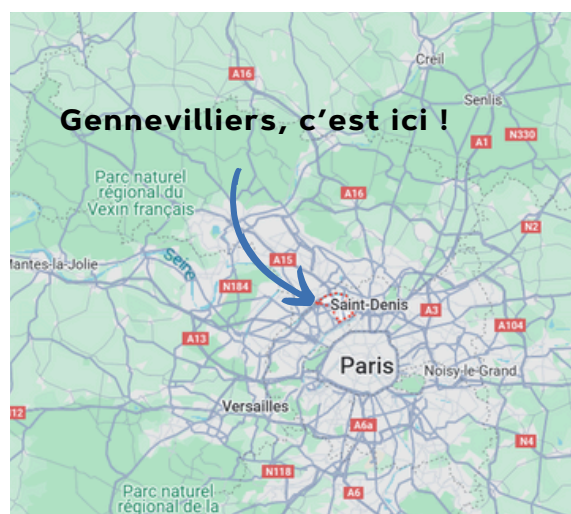 Creil
A16
Senlis
Gennevilliers, c'est ici !
A1
N330
Parc naturel
régional du
Vexin français
A16
N2
Mantes-la-Jolie
Seine
A15
N184
Saint-Denis
A3
A104
A13
Paris
Noisy-le-Grand
Versailles
12
A6a
N4
N118
Parc naturel
régional de la
A6